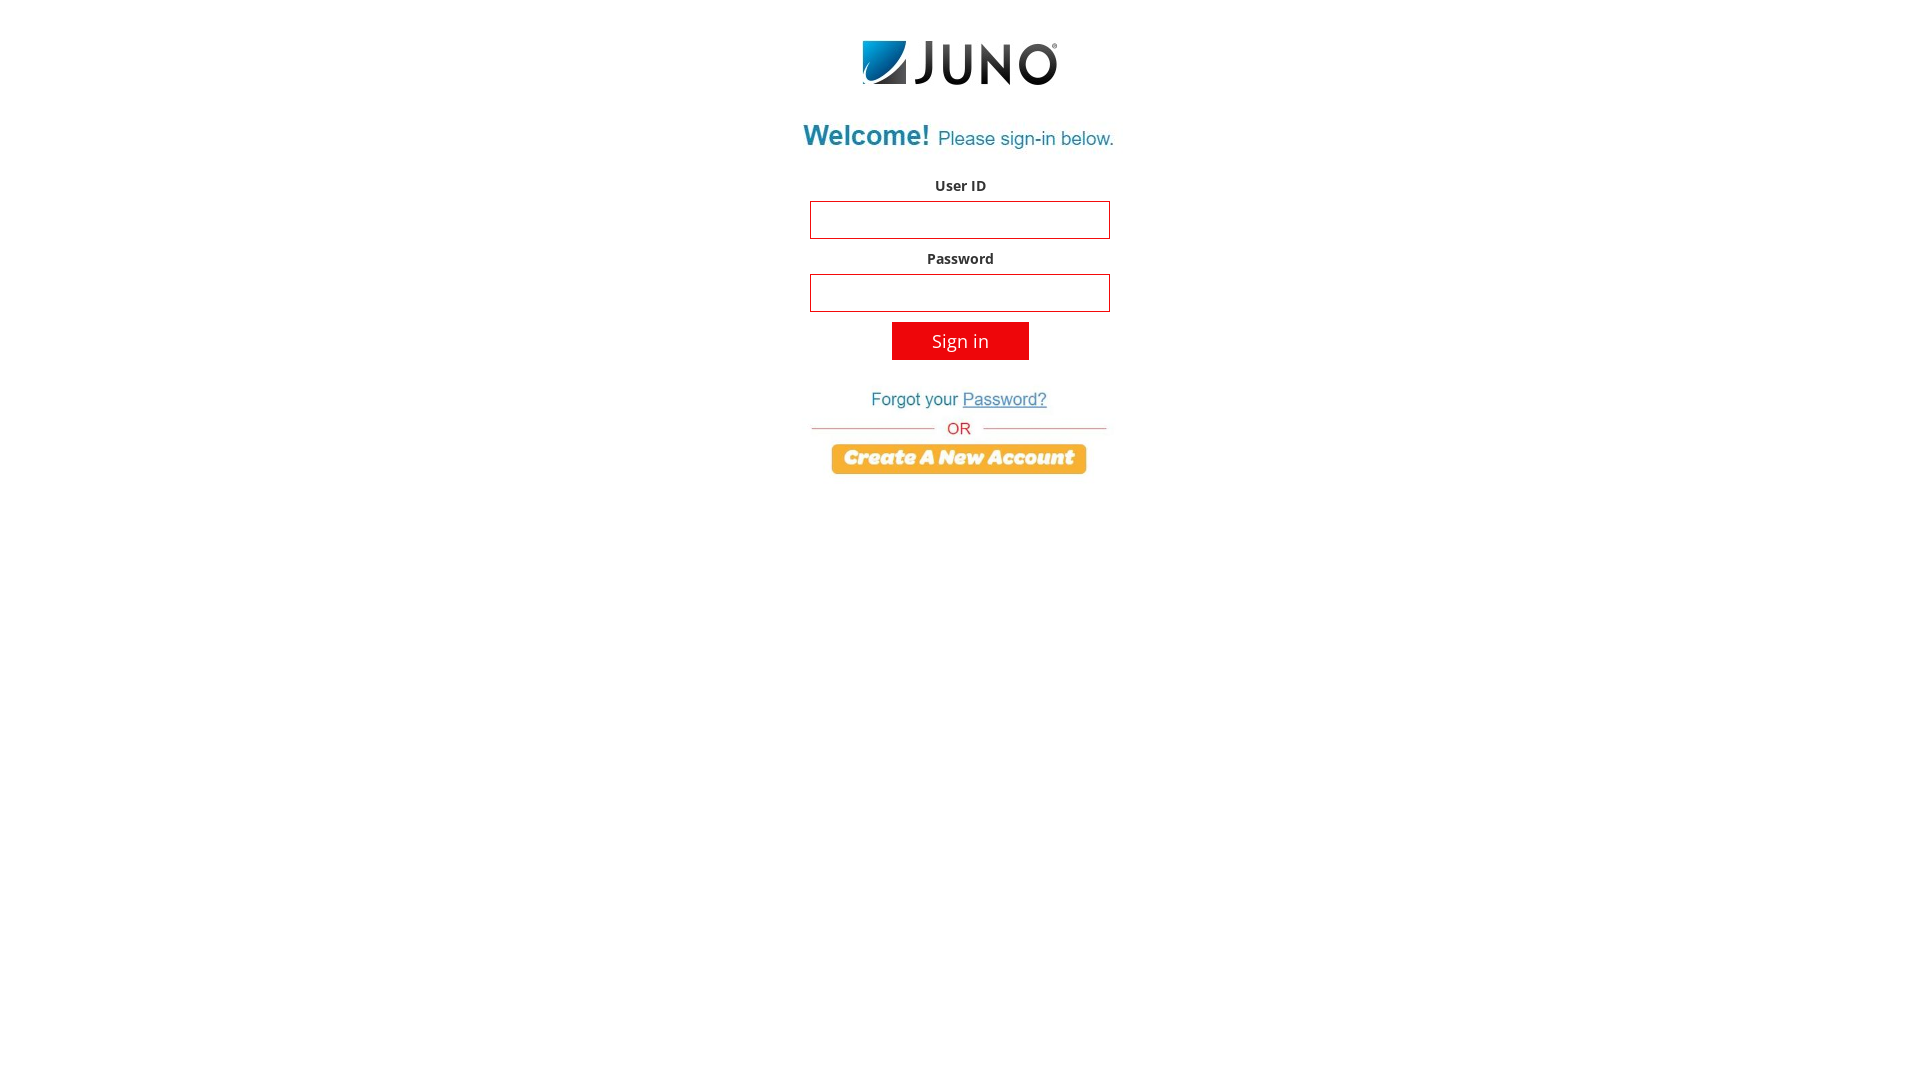 JUNO®
Welcome! Please sign-in below.
User ID
Password
Sign in
Forgot your Password?
OR
Create A New Account